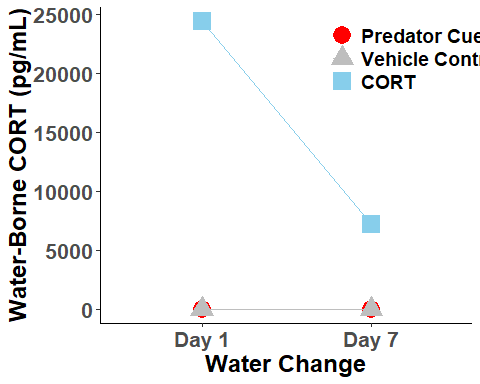 Water-Borne CORT (pg/mL)
25000
20000
15000
10000
5000
0
Predator Cue
Vehicle Contr
CORT
Day 1
Day 7
Water Change